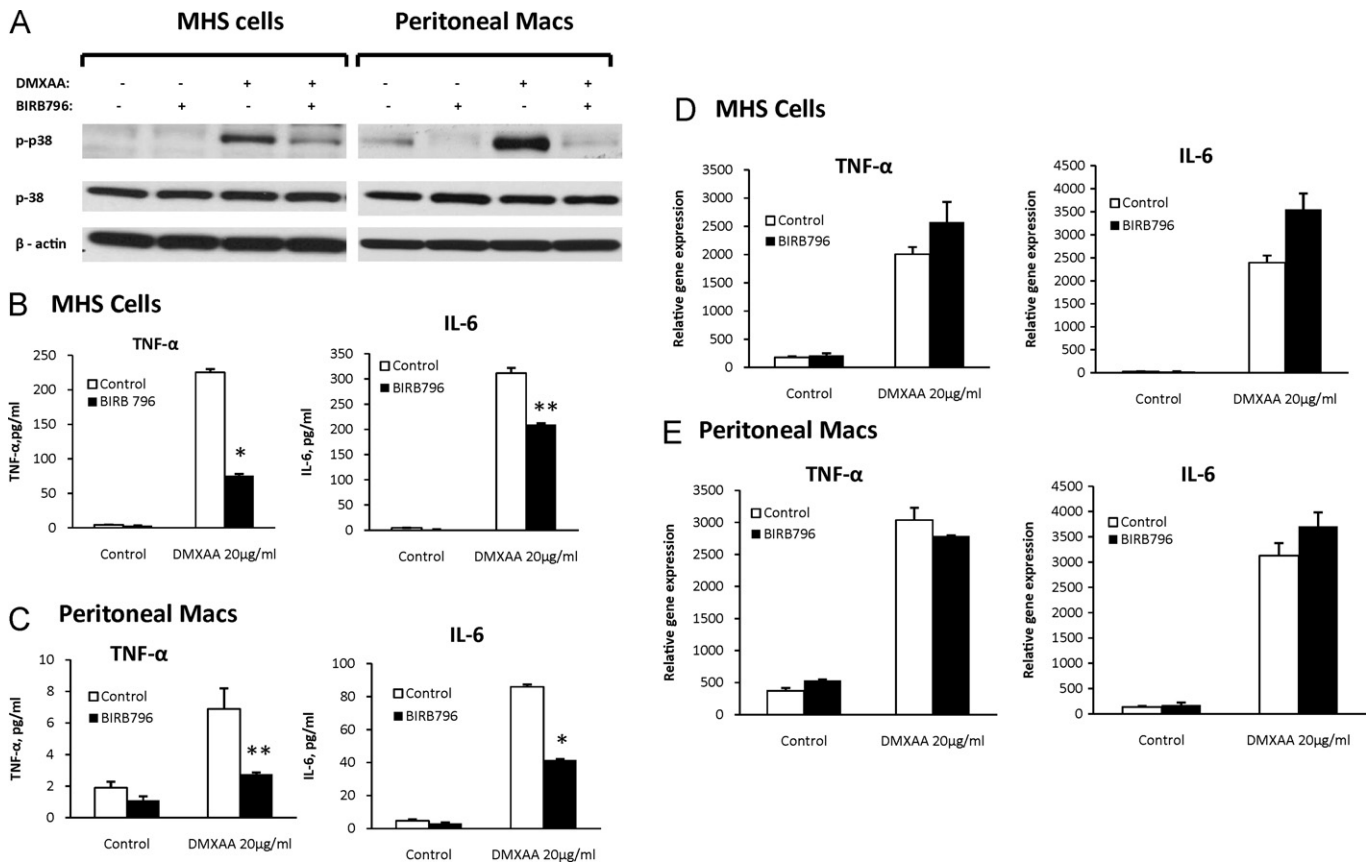 A
MHS cells
Peritoneal Macs
DMXAA: - - + + - - + +
BIRB796: - + - + - + - +
p-p38
p-38
β - actin
B MHS Cells
TNF-α
TNF-α,pg/ml
250
200
150
100
50
0
Control
BIRB 796
*
Control DMXAA 20µg/ml
IL-6
IL-6, pg/ml
350
300
250
200
150
100
50
0
Control
BIRB796
**
Control DMXAA 20µg/ml
C Peritoneal Macs
TNF-α
TNF-α, pg/ml
10
8
6
4
2
0
Control
BIRB796
**
Control DMXAA 20µg/ml
IL-6
IL-6, pg/ml
100
80
60
40
20
0
Control
BIRB796
*
Control DMXAA 20µg/ml
D MHS Cells
TNF-α
Relative gene expression
3500
3000
2500
2000
1500
1000
500
0
Control
BIRB796
Control DMXAA 20µg/ml
IL-6
Relative gene expression
4500
4000
3500
3000
2500
2000
1500
1000
500
0
Control
BIRB796
Control DMXAA 20µg/ml
E Peritoneal Macs
TNF-α
Relative gene expression
3500
3000
2500
2000
1500
1000
500
0
Control
BIRB796
Control DMXAA 20µg/ml
IL-6
Relative gene expression
4500
4000
3500
3000
2500
2000
1500
1000
500
0
Control
BIRB796
Control DMXAA 20µg/ml